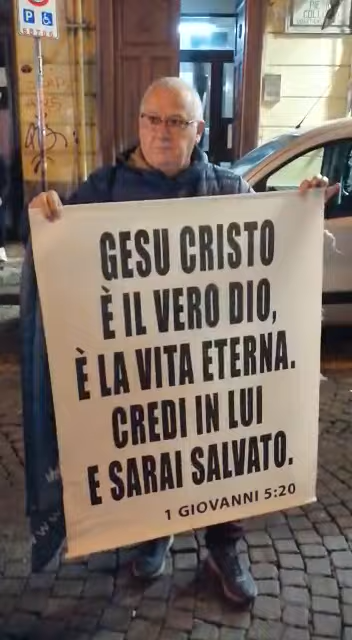 GESU CRISTO
È IL VERO DIO,
È LA VITA ETERNA.
CREDI IN LUI
E SARAI SALVATO.
1 GIOVANNI 5:20
P